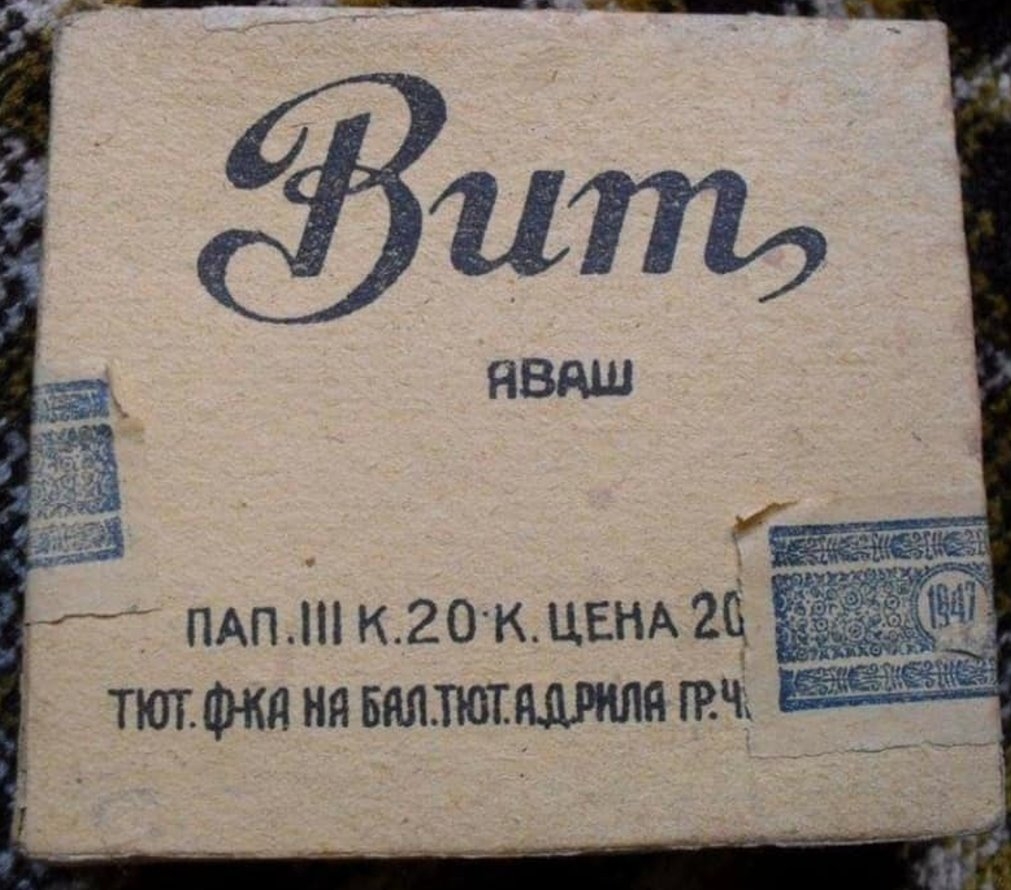 Вит
ЯВАШ
ПАП. III К. 20·К. ЦЕНА 20
ТЮТ. Ф-КА НА БАЛ. ТЮТ. А.Д. РИЛА ГР. Ч.
1947